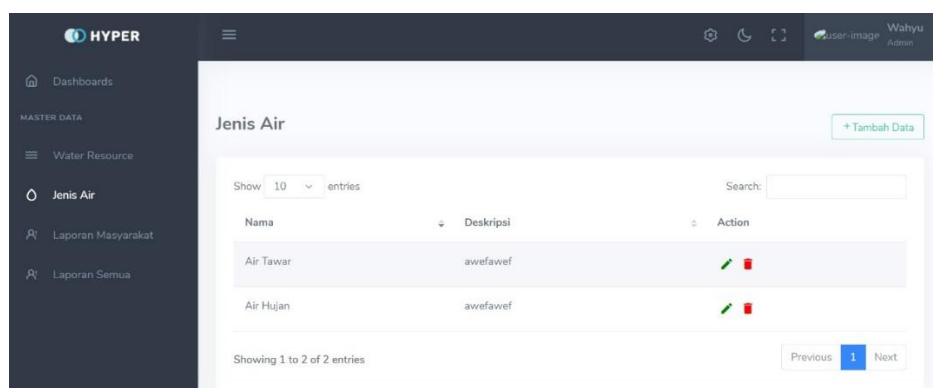 HYPER
user-image
Wahyu
Admin
Dashboards
MASTER DATA
Water Resource
Jenis Air
Laporan Masyarakat
Laporan Semua
Jenis Air
+ Tambah Data
Show 10 entries Search:
Nama Deskripsi Action
Air Tawar awefawef
Air Hujan awefawef
Showing 1 to 2 of 2 entries Previous 1 Next